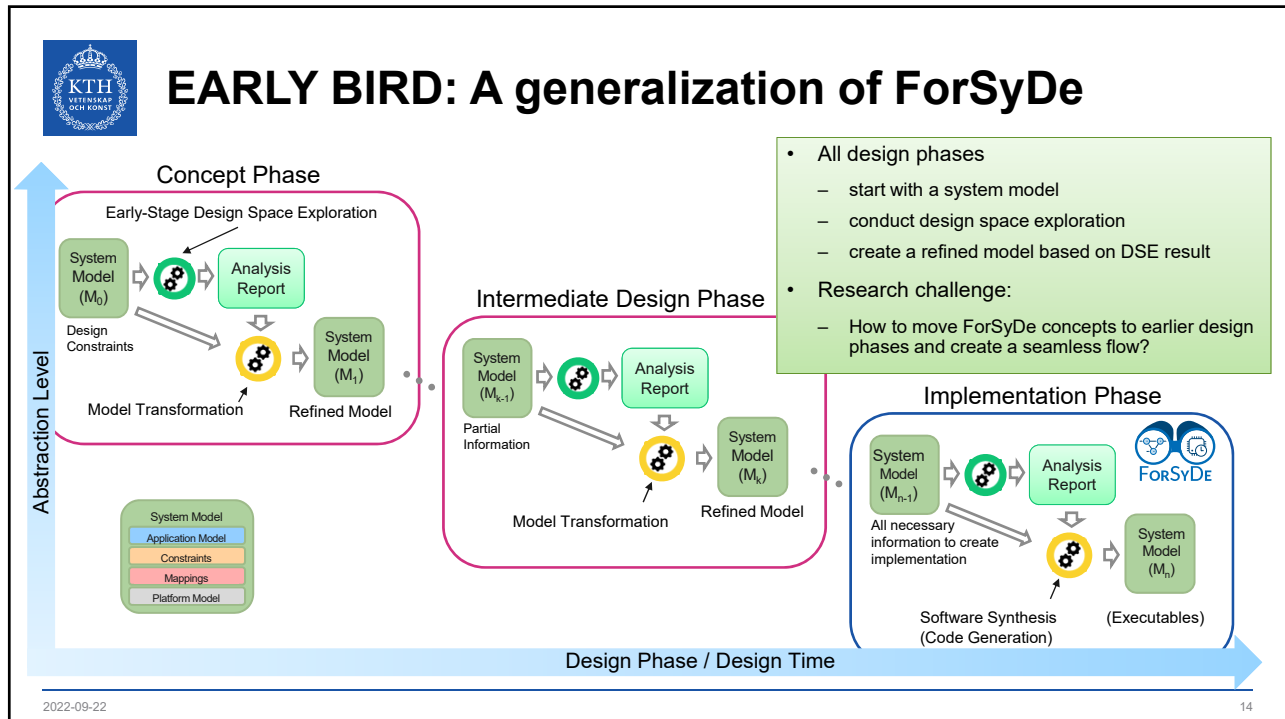 KTH
VETENSKAP
OCH KONST
EARLY BIRD: A generalization of ForSyDe
• All design phases
– start with a system model
– conduct design space exploration
– create a refined model based on DSE result
• Research challenge:
– How to move ForSyDe concepts to earlier design
phases and create a seamless flow?
Abstraction Level
Concept Phase
Early-Stage Design Space Exploration
System
Model
(M0)
Analysis
Report
Design
Constraints
System
Model
(M1)
Model Transformation
Refined Model
Intermediate Design Phase
System
Model
(Mk-1)
Analysis
Report
Partial
Information
System
Model
(Mk)
Model Transformation
Refined Model
Implementation Phase
FORSYDE
System
Model
(Mn-1)
Analysis
Report
All necessary
information to create
implementation
System
Model
(Mn)
Software Synthesis
(Code Generation)
(Executables)
System Model
Application Model
Constraints
Mappings
Platform Model
Design Phase / Design Time
2022-09-22
14